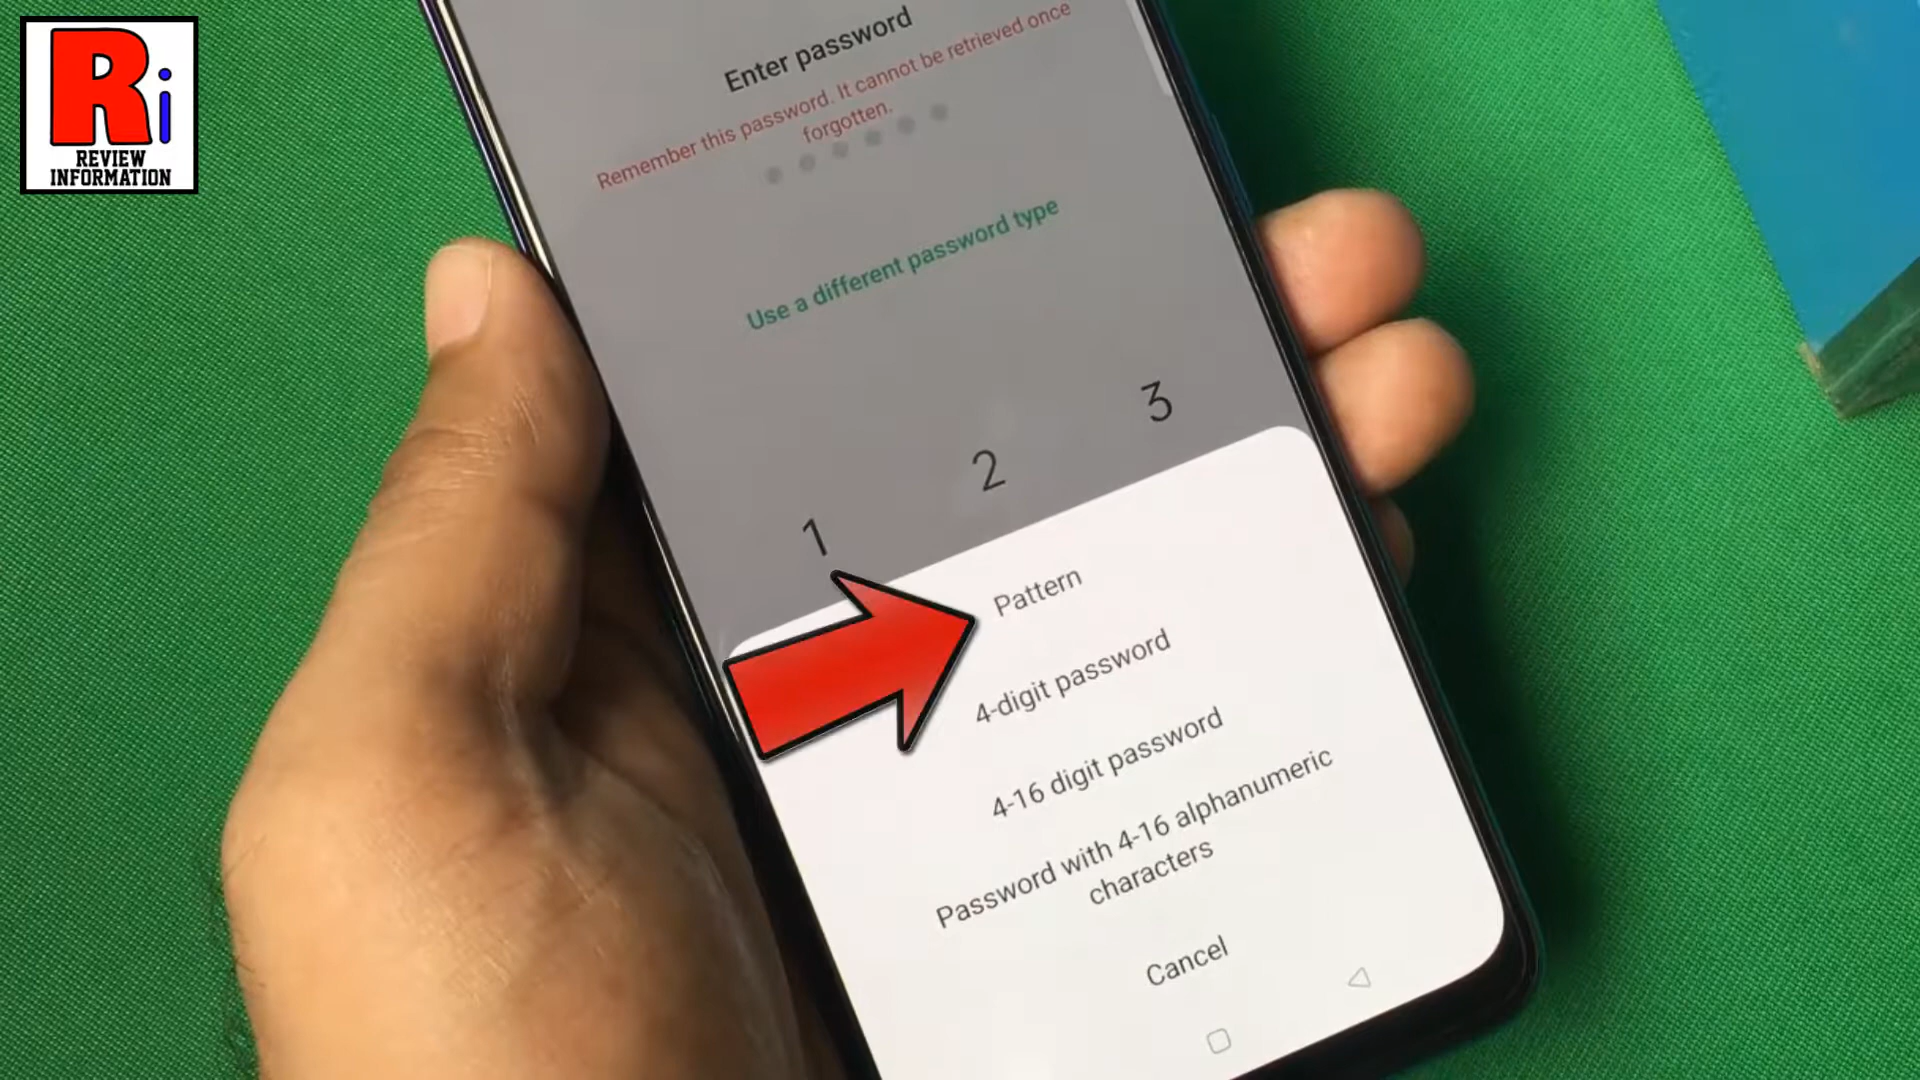 Ri
REVIEW
INFORMATION
Enter password
Remember this password. It cannot be retrieved once
forgotten.
Use a different password type
1 2 3
Pattern
4-digit password
4-16 digit password
Password with 4-16 alphanumeric
characters
Cancel